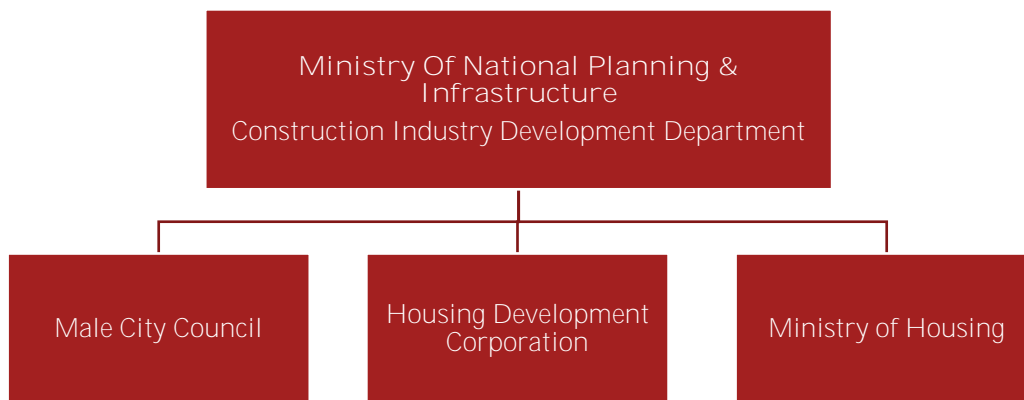 Ministry Of National Planning &
Infrastructure
Construction Industry Development Department
Male City Council
Housing Development
Corporation
Ministry of Housing